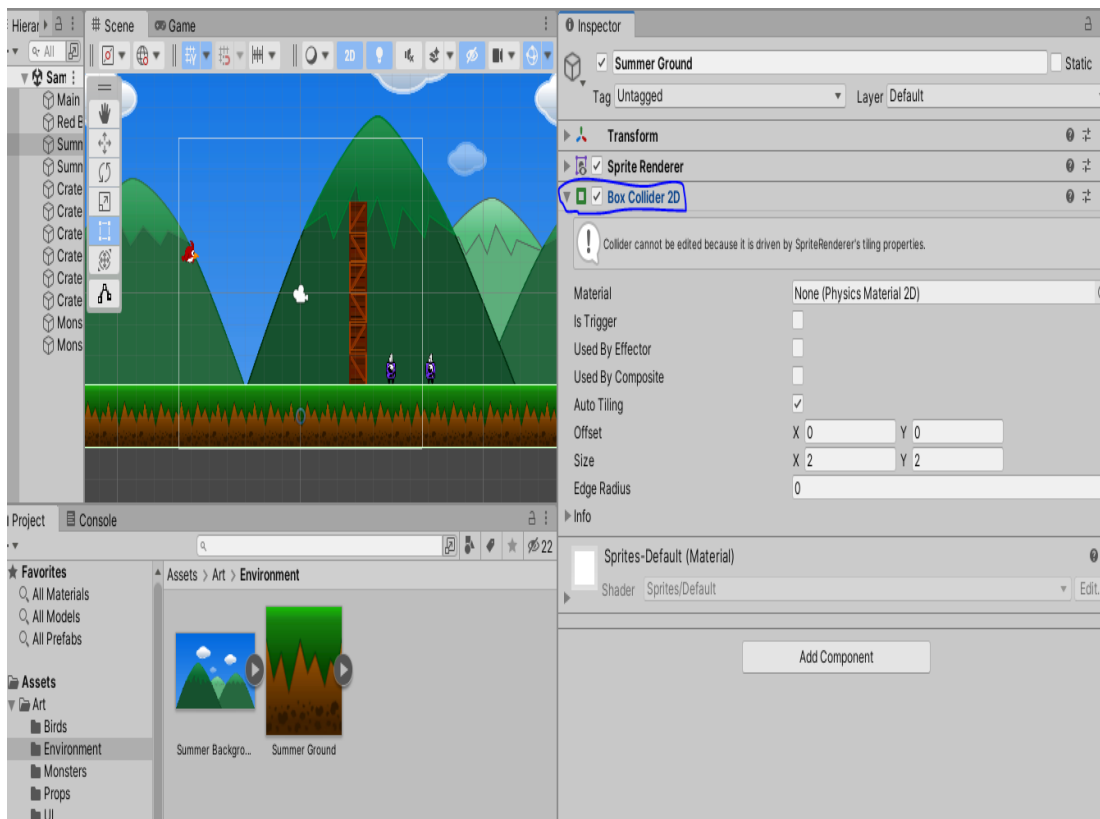 Hierar
Scene
Game
Inspector
All
2D
Summer Ground
Static
Sam
Tag Untagged
Layer Default
Main
Red B
Sumn
Sumn
Crate
Crate
Crate
Crate
Crate
Crate
Mons
Mons
Transform
Sprite Renderer
Box Collider 2D
Collider cannot be edited because it is driven by SpriteRenderer's tiling properties.
Material None (Physics Material 2D)
Is Trigger
Used By Effector
Used By Composite
Auto Tiling
Offset X 0 Y 0
Size X 2 Y 2
Edge Radius 0
Info
Sprites-Default (Material)
Shader Sprites/Default Edit.
Add Component
Project
Console
22
Favorites
All Materials
All Models
All Prefabs
Assets
Art
Birds
Environment
Monsters
Props
UI
Assets > Art > Environment
Summer Backgro...
Summer Ground